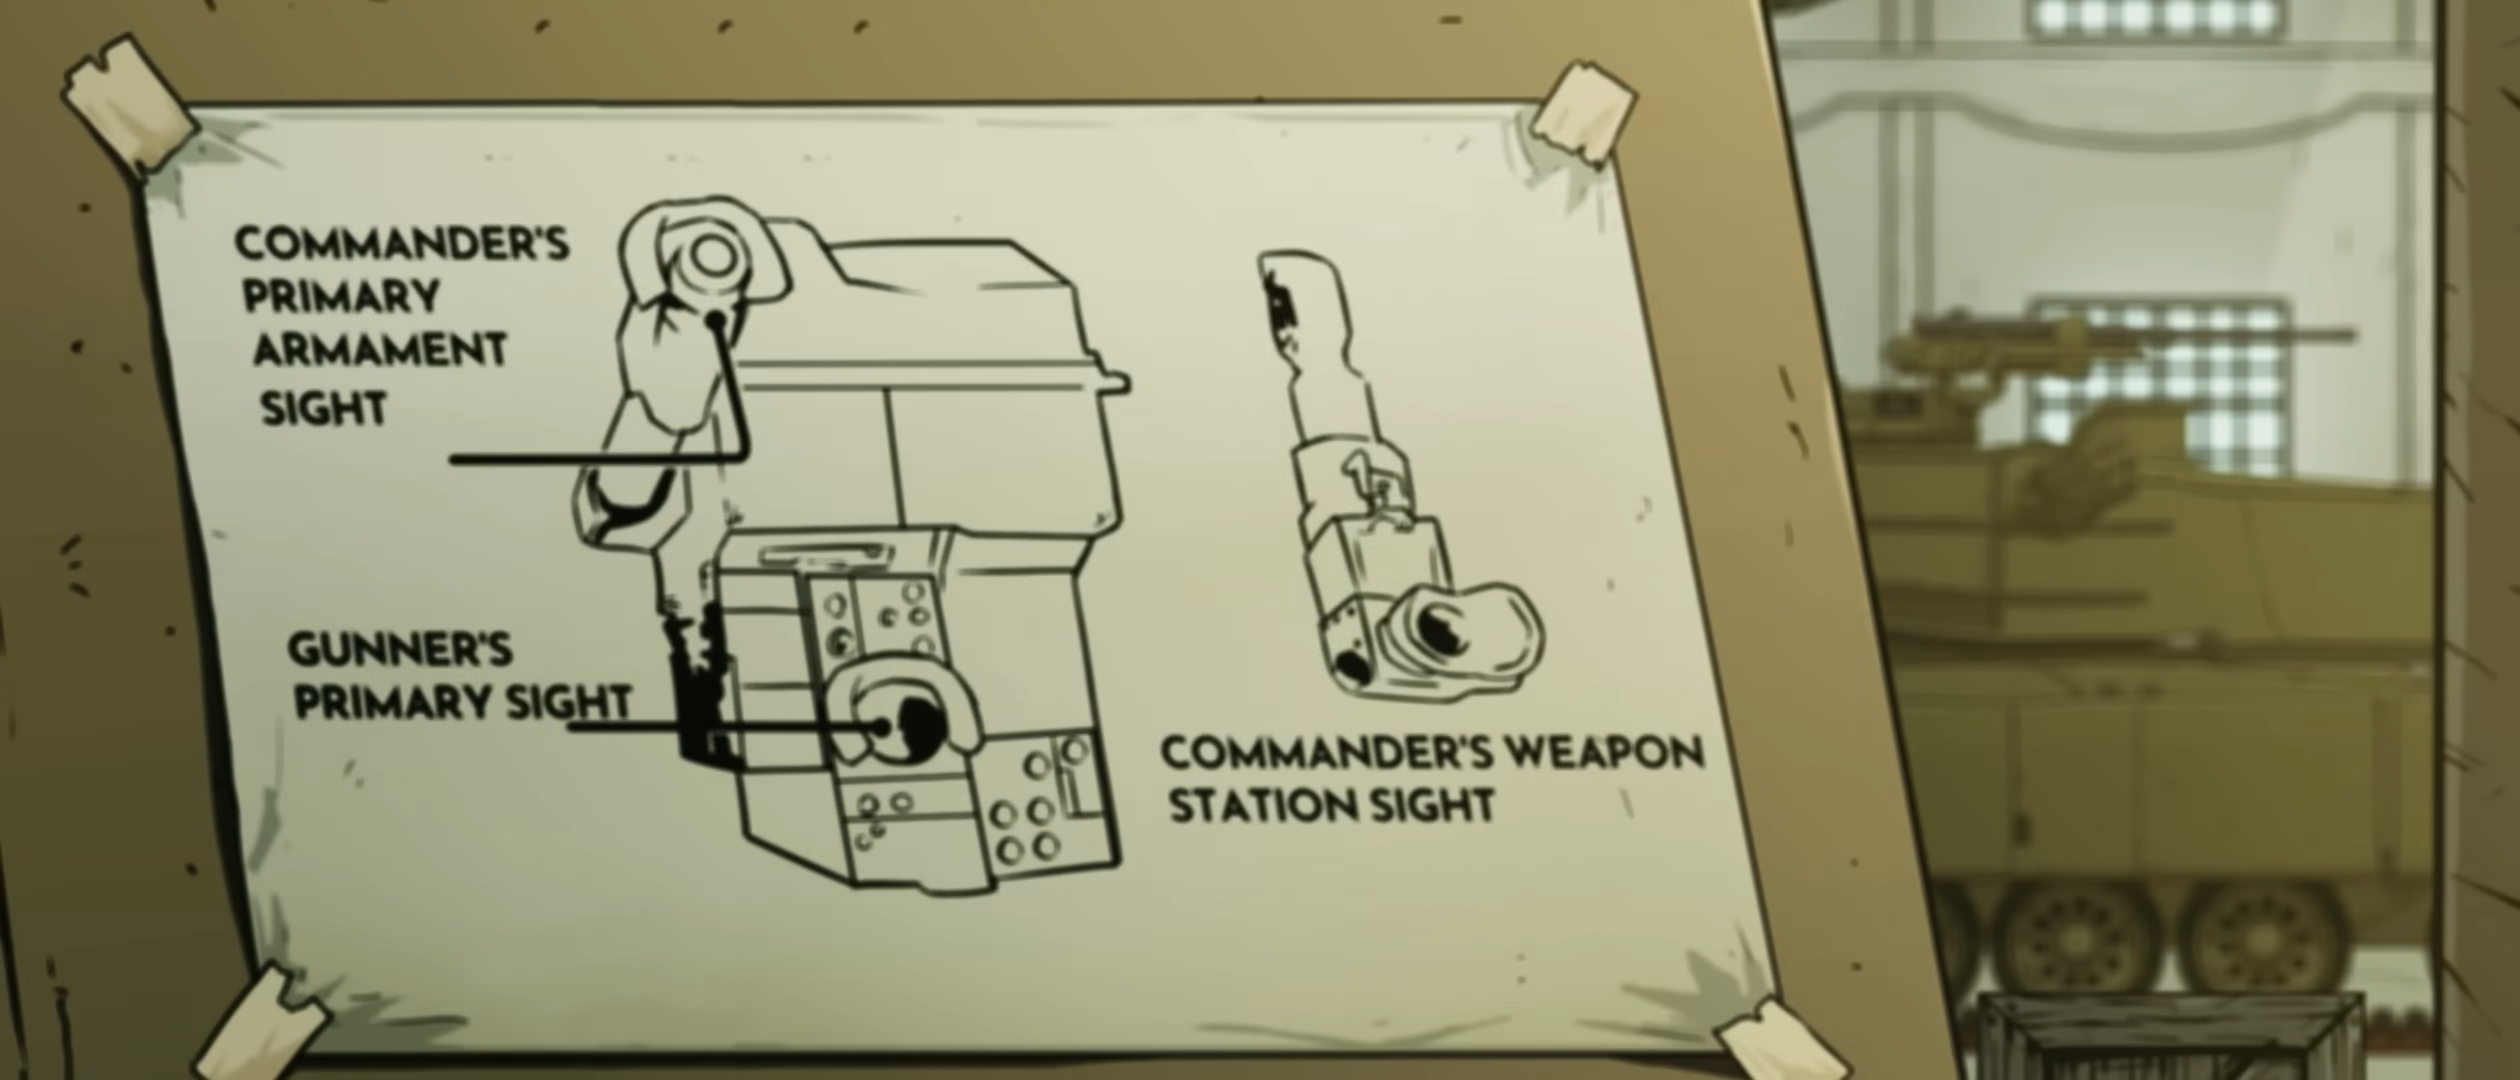 COMMANDER'S
PRIMARY
ARMAMENT
SIGHT
GUNNER'S
PRIMARY SIGHT
COMMANDER'S WEAPON
STATION SIGHT